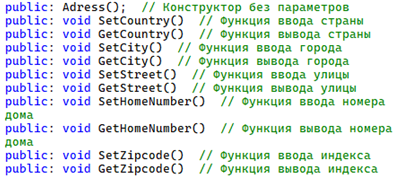 public: Adress();  // Конструктор без параметров
public: void SetCountry()  // Функция ввода страны
public: void GetCountry()  // Функция вывода страны
public: void SetCity()  // Функция ввода города
public: void GetCity()  // Функция вывода города
public: void SetStreet()  // Функция ввода улицы
public: void GetStreet()  // Функция вывода улицы
public: void SetHomeNumber()  // Функция ввода номера
дома
public: void GetHomeNumber()  // Функция вывода номера
дома
public: void SetZipcode()  // Функция ввода индекса
public: void GetZipcode()  // Функция вывода индекса